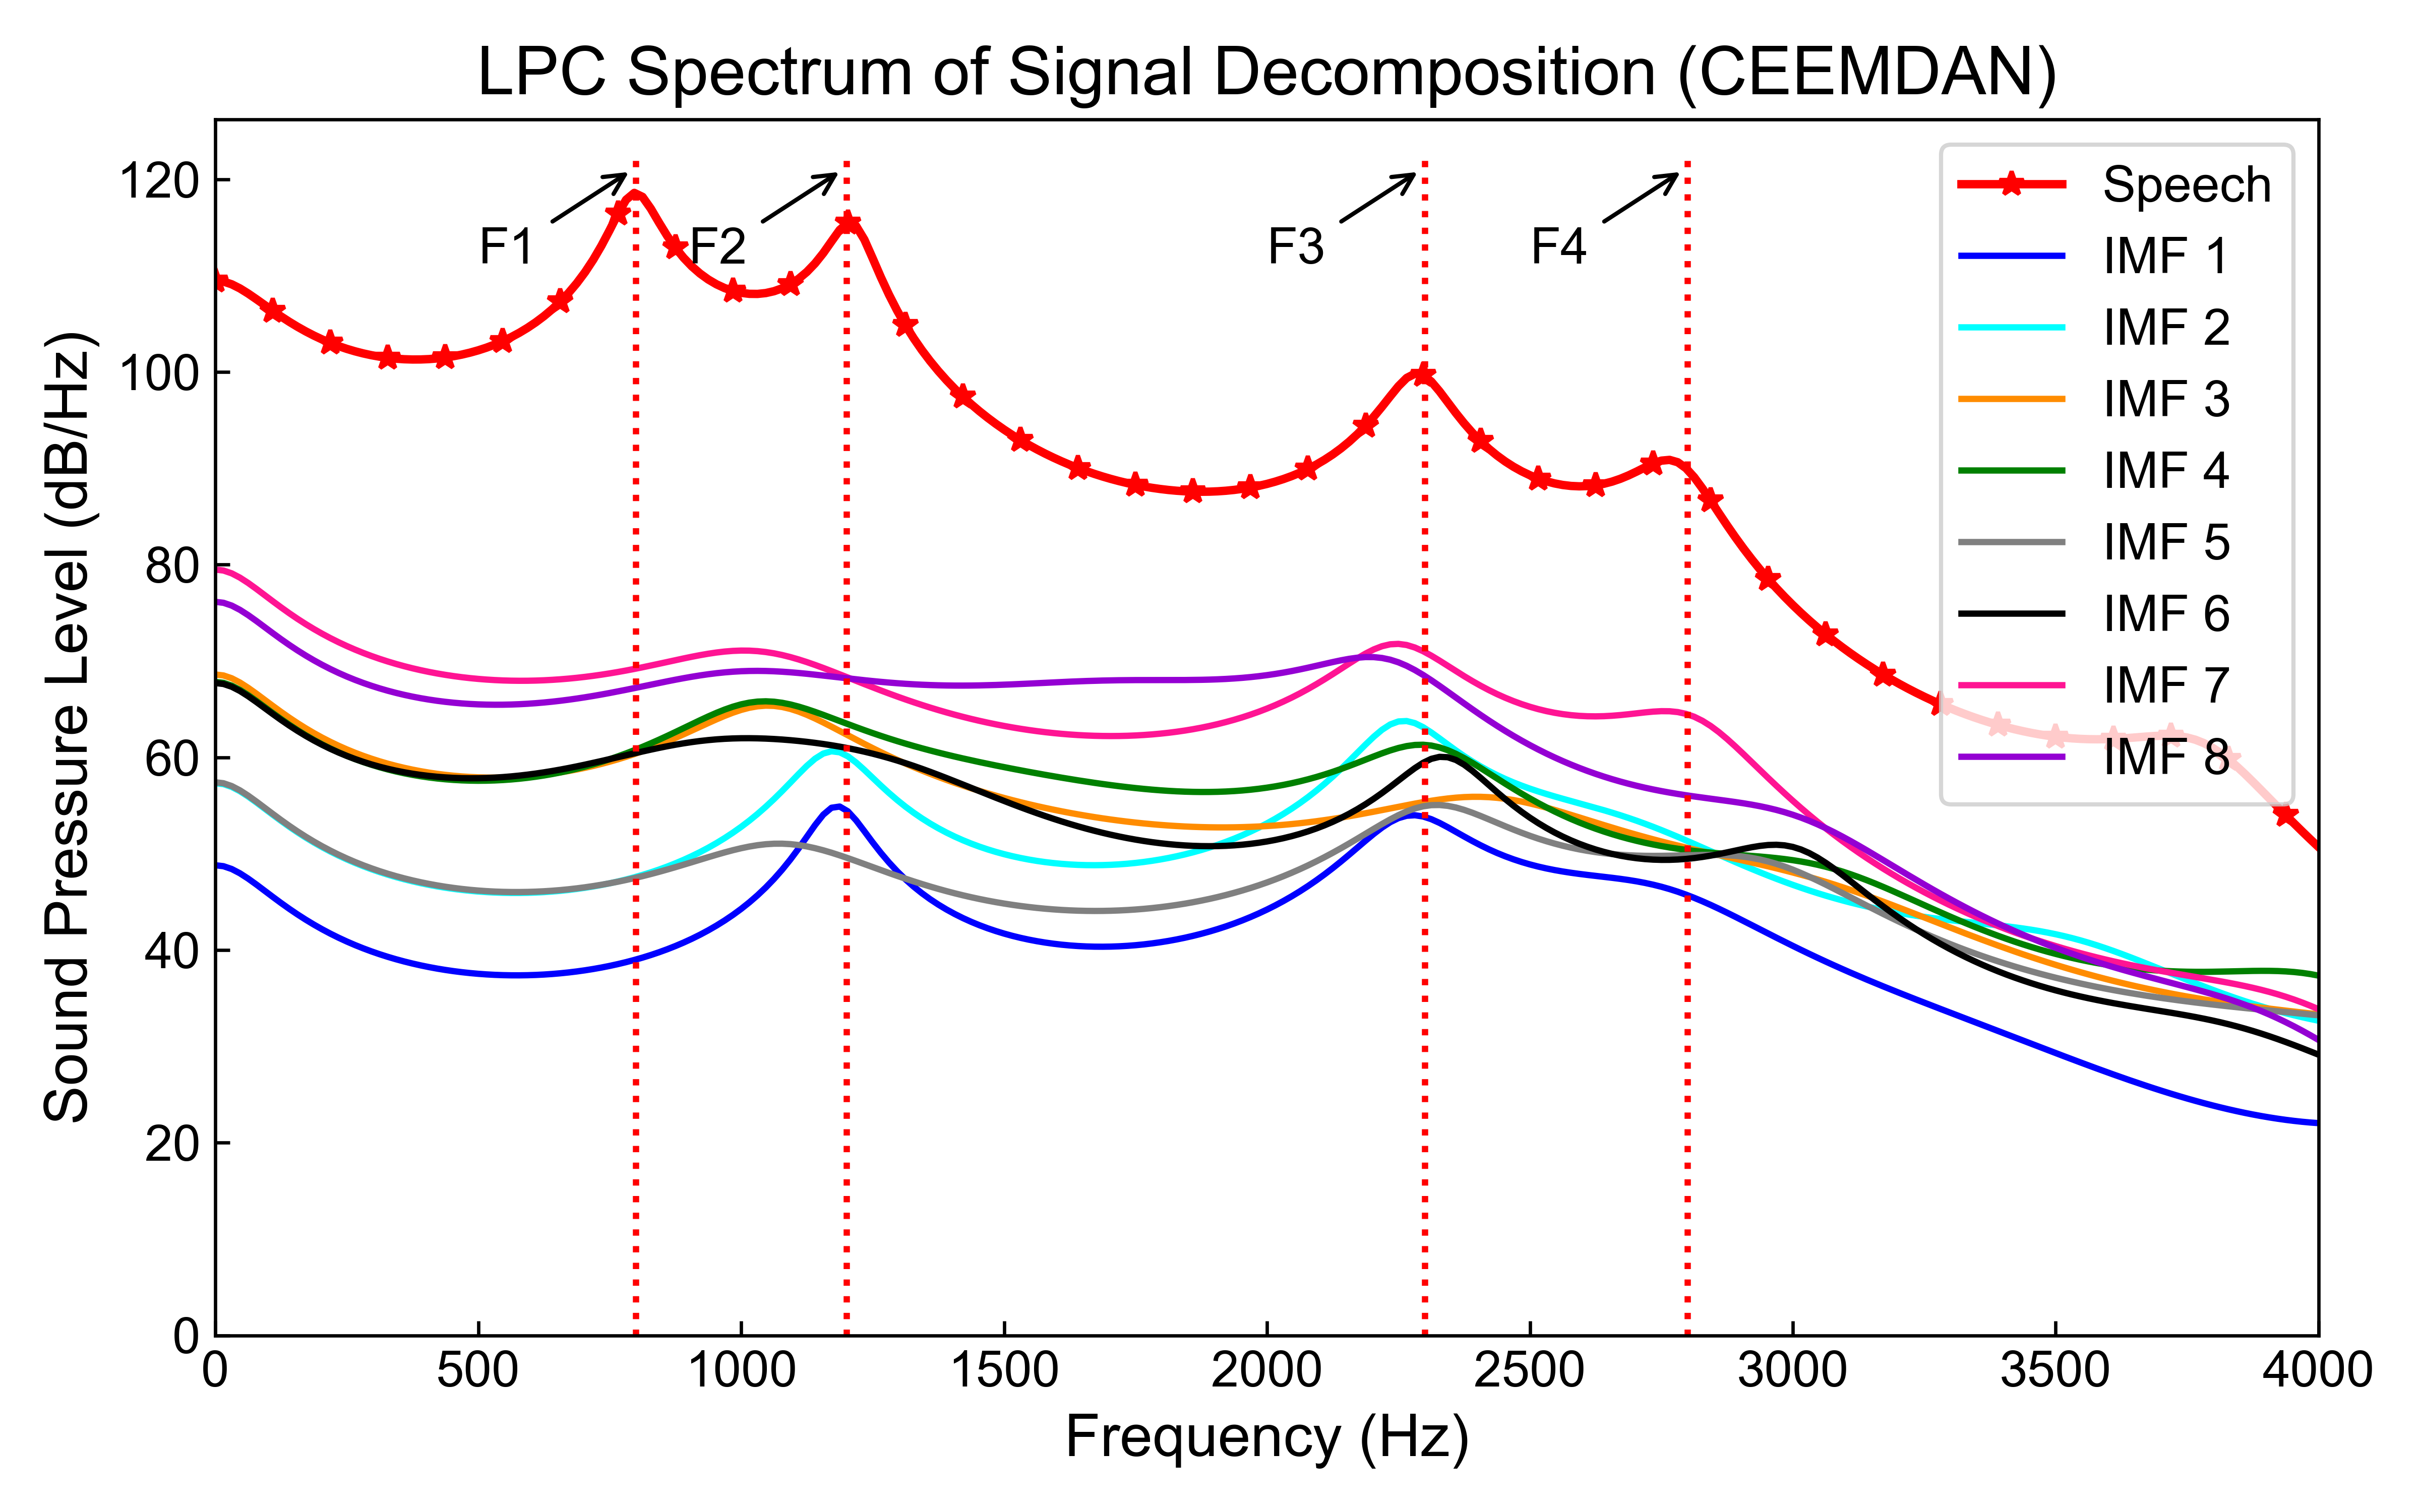 LPC Spectrum of Signal Decomposition (CEEMDAN)
Sound Pressure Level (dB/Hz)
120
100
80
60
40
20
0
F1
F2
F3
F4
Speech
IMF 1
IMF 2
IMF 3
IMF 4
IMF 5
IMF 6
IMF 7
IMF 8
0 500 1000 1500 2000 2500 3000 3500 4000
Frequency (Hz)